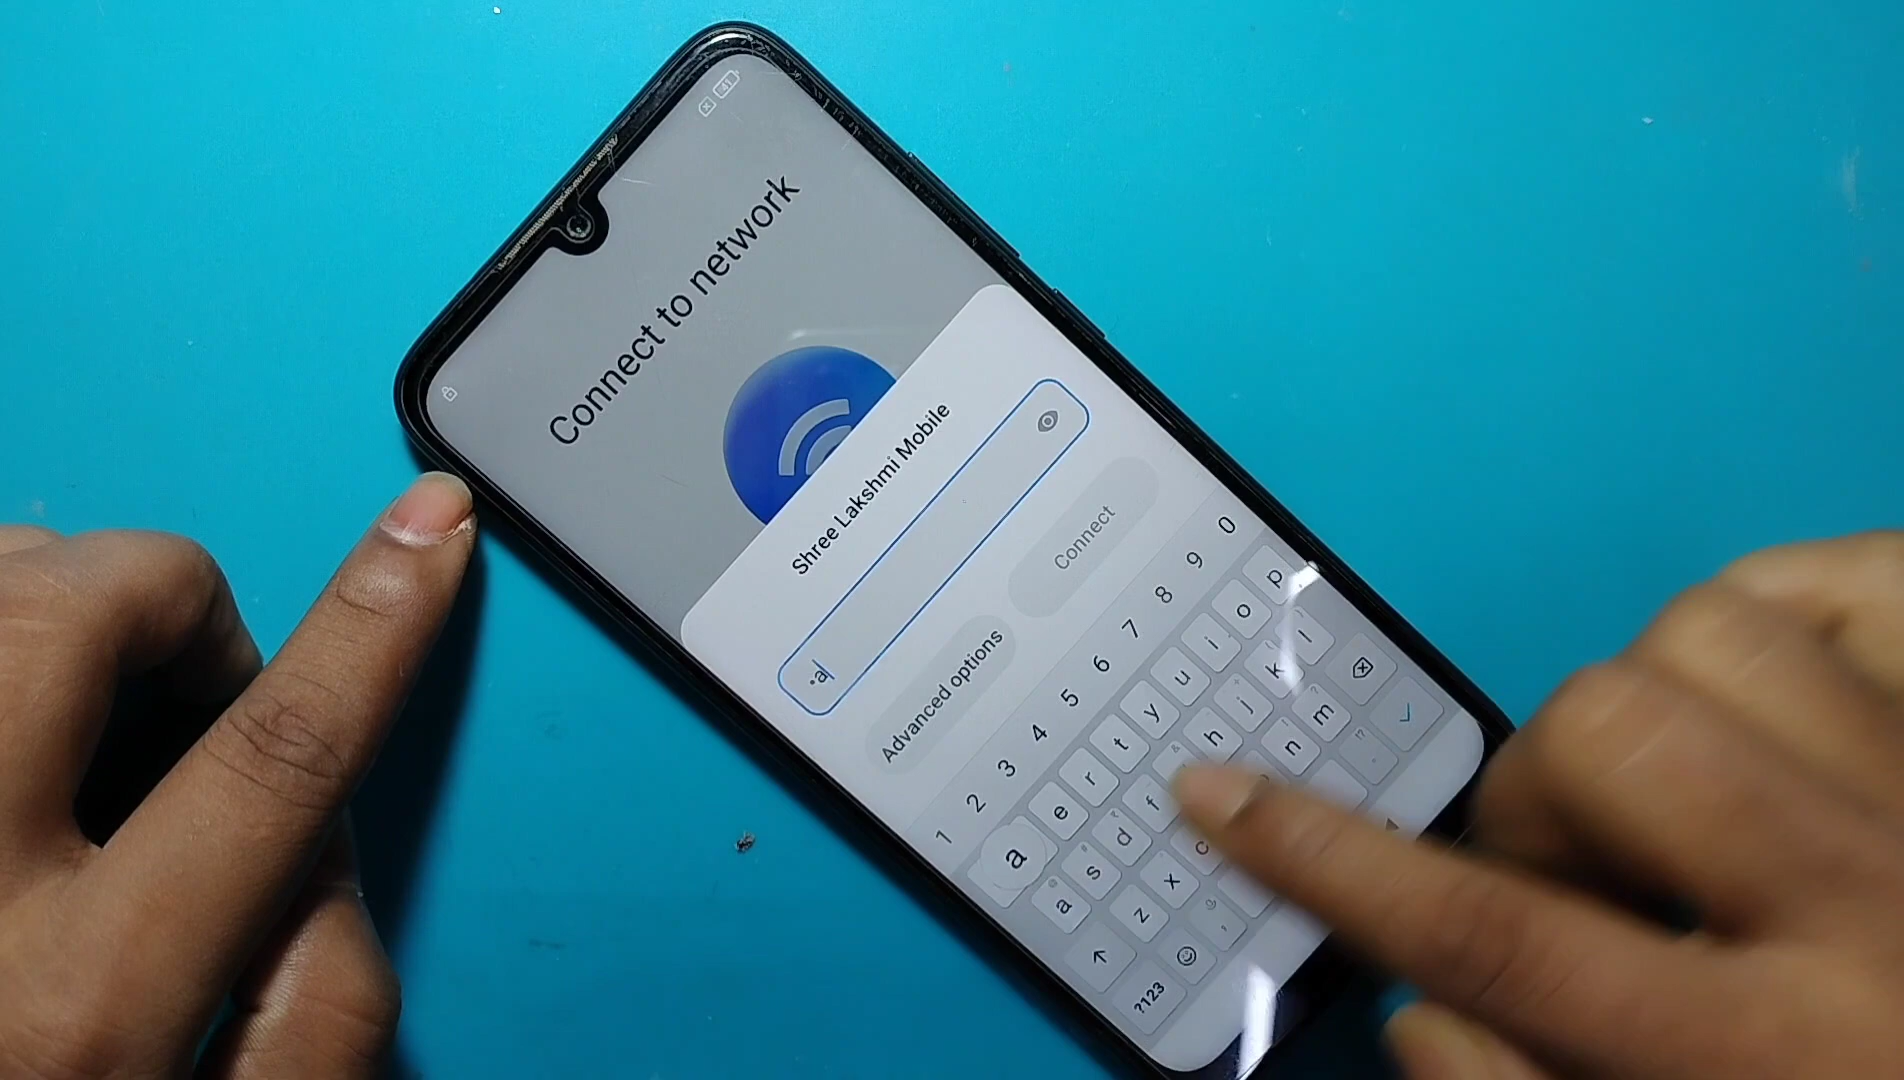 41
Connect to network
Shree Lakshmi Mobile
•a
Advanced options
Connect
1 2 3 4 5 6 7 8 9 0
e r t y u i o p
a
a s d f h j k l
z x c n m
?123 , . !?